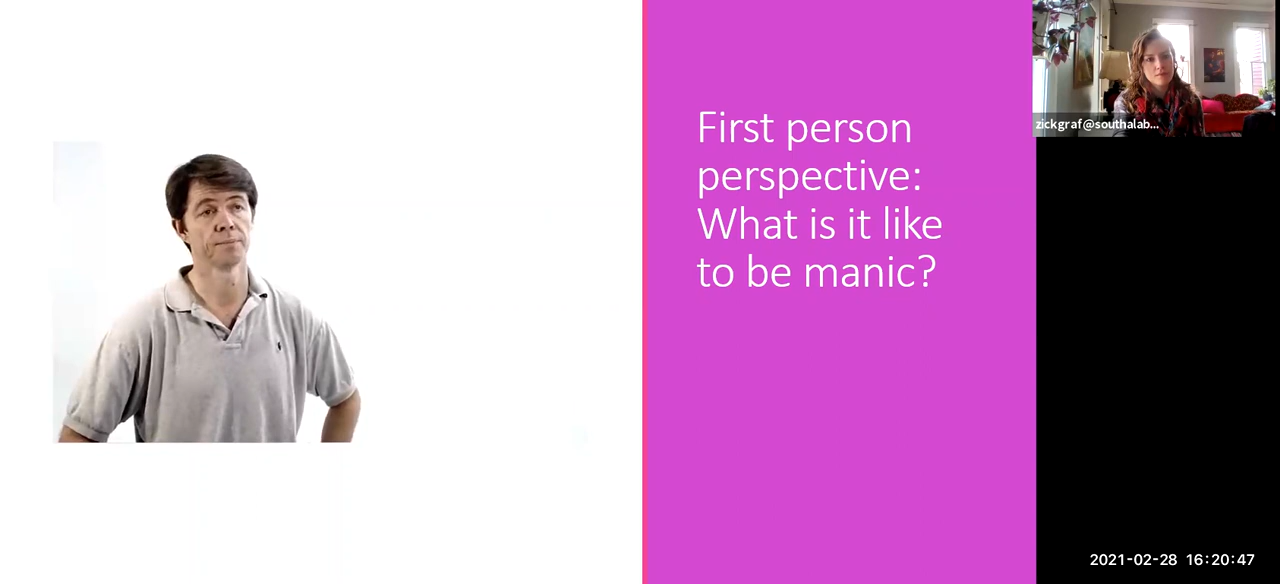 First person
perspective:
What is it like
to be manic?
zickgraf@southalab...
2021-02-28 16:20:47